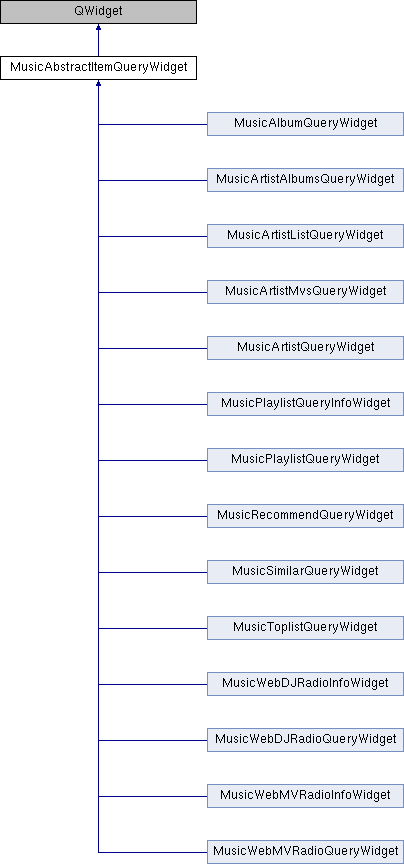 QWidget
MusicAbstractItemQueryWidget
MusicAlbumQueryWidget
MusicArtistAlbumsQueryWidget
MusicArtistListQueryWidget
MusicArtistMvsQueryWidget
MusicArtistQueryWidget
MusicPlaylistQueryInfoWidget
MusicPlaylistQueryWidget
MusicRecommendQueryWidget
MusicSimilarQueryWidget
MusicToplistQueryWidget
MusicWebDJRadioInfoWidget
MusicWebDJRadioQueryWidget
MusicWebMVRadioInfoWidget
MusicWebMVRadioQueryWidget